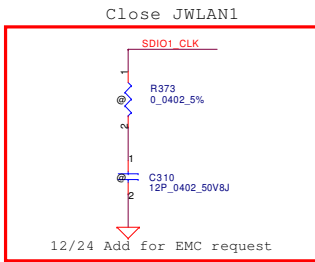 Close JWLAN1
SDIO1_CLK
1
R373
@
0_0402_5%
2
1
C310
@
12P_0402_50V8J
2
12/24 Add for EMC request